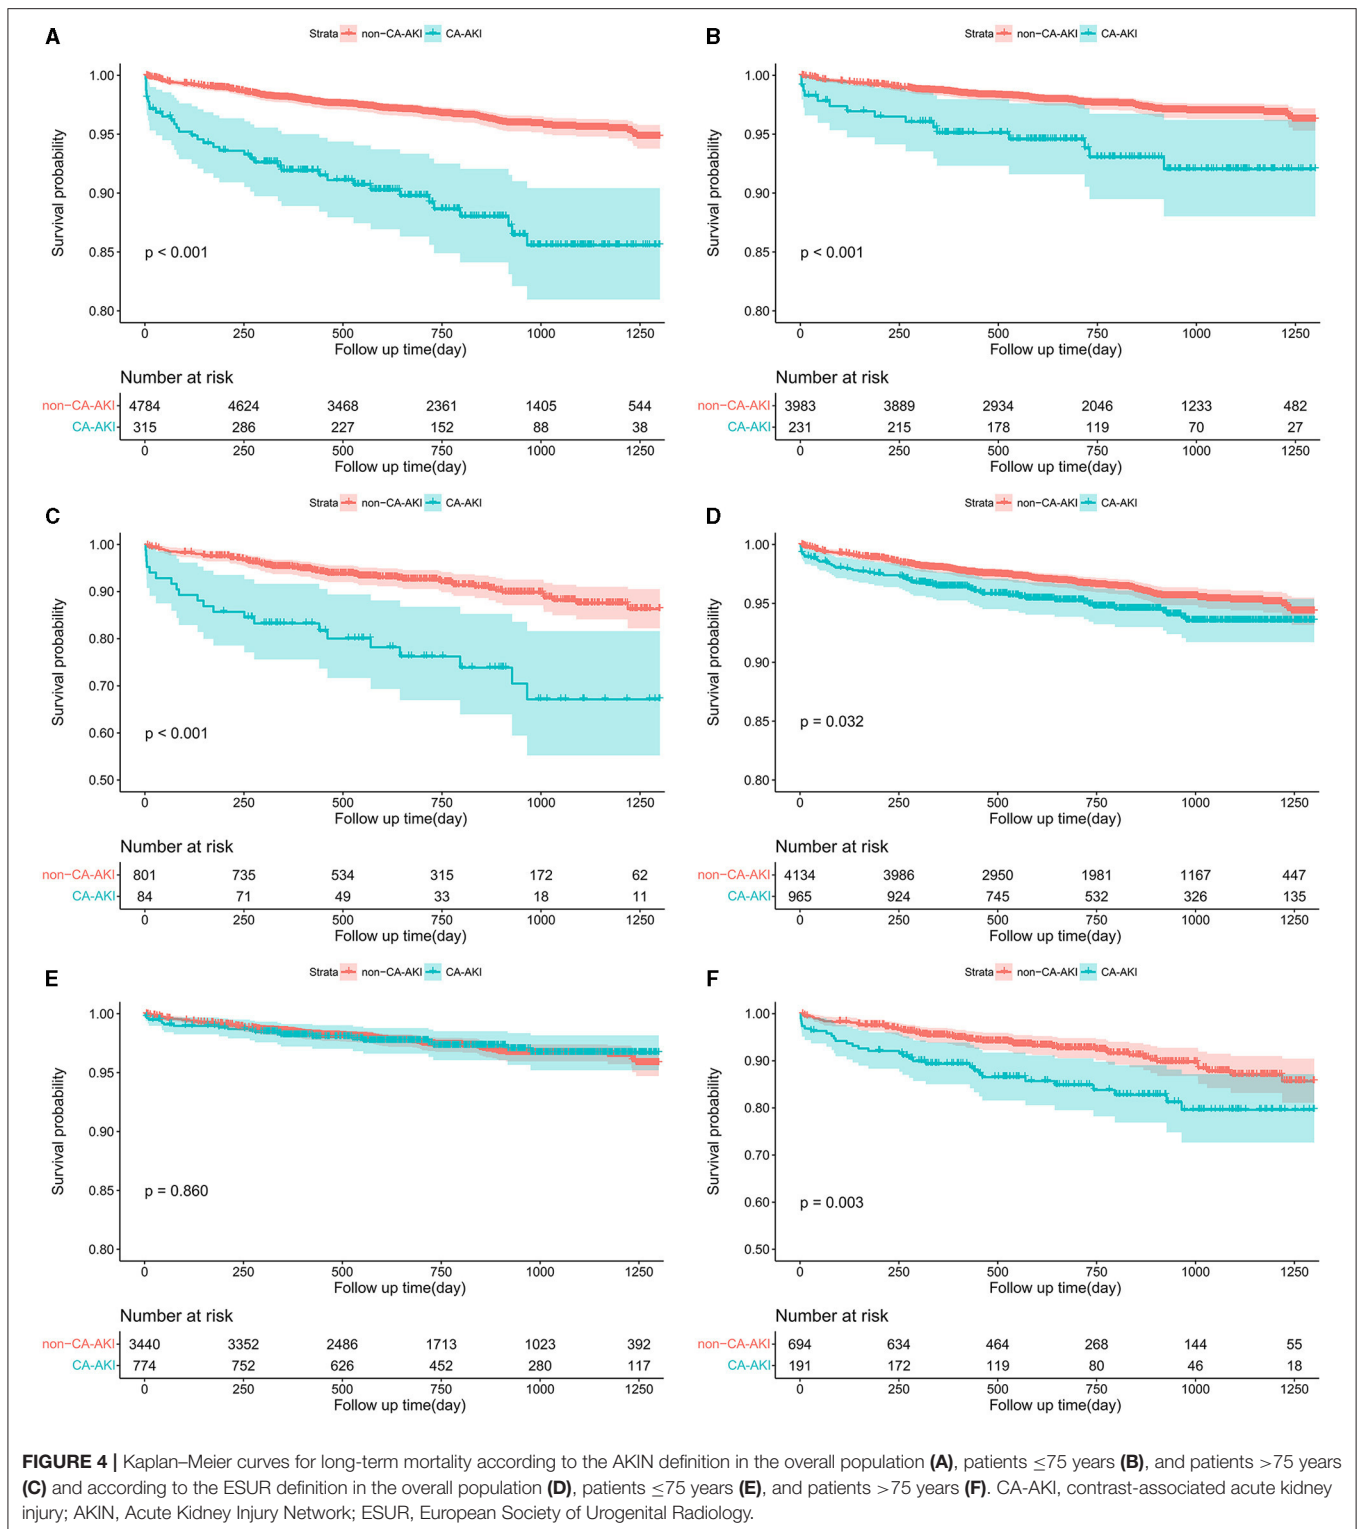 A
Strata non−CA−AKI CA−AKI
1.00
0.95
0.90
0.85
0.80
Survival probability
p < 0.001
0 250 500 750 1000 1250
Follow up time(day)
Number at risk
non−CA−AKI 4784 4624 3468 2361 1405 544
CA−AKI 315 286 227 152 88 38
0 250 500 750 1000 1250
Follow up time(day)
B
Strata non−CA−AKI CA−AKI
1.00
0.95
0.90
0.85
0.80
Survival probability
p < 0.001
0 250 500 750 1000 1250
Follow up time(day)
Number at risk
non−CA−AKI 3983 3889 2934 2046 1233 482
CA−AKI 231 215 178 119 70 27
0 250 500 750 1000 1250
Follow up time(day)
C
Strata non−CA−AKI CA−AKI
1.00
0.90
0.80
0.70
0.60
0.50
Survival probability
p < 0.001
0 250 500 750 1000 1250
Follow up time(day)
Number at risk
non−CA−AKI 801 735 534 315 172 62
CA−AKI 84 71 49 33 18 11
0 250 500 750 1000 1250
Follow up time(day)
D
Strata non−CA−AKI CA−AKI
1.00
0.95
0.90
0.85
0.80
Survival probability
p = 0.032
0 250 500 750 1000 1250
Follow up time(day)
Number at risk
non−CA−AKI 4134 3986 2950 1981 1167 447
CA−AKI 965 924 745 532 326 135
0 250 500 750 1000 1250
Follow up time(day)
E
Strata non−CA−AKI CA−AKI
1.00
0.95
0.90
0.85
0.80
Survival probability
p = 0.860
0 250 500 750 1000 1250
Follow up time(day)
Number at risk
non−CA−AKI 3440 3352 2486 1713 1023 392
CA−AKI 774 752 626 452 280 117
0 250 500 750 1000 1250
Follow up time(day)
F
Strata non−CA−AKI CA−AKI
1.00
0.90
0.80
0.70
0.60
0.50
Survival probability
p = 0.003
0 250 500 750 1000 1250
Follow up time(day)
Number at risk
non−CA−AKI 694 634 464 268 144 55
CA−AKI 191 172 119 80 46 18
0 250 500 750 1000 1250
Follow up time(day)
FIGURE 4 | Kaplan–Meier curves for long-term mortality according to the AKIN definition in the overall population (A), patients ≤75 years (B), and patients >75 years
(C) and according to the ESUR definition in the overall population (D), patients ≤75 years (E), and patients >75 years (F). CA-AKI, contrast-associated acute kidney
injury; AKIN, Acute Kidney Injury Network; ESUR, European Society of Urogenital Radiology.